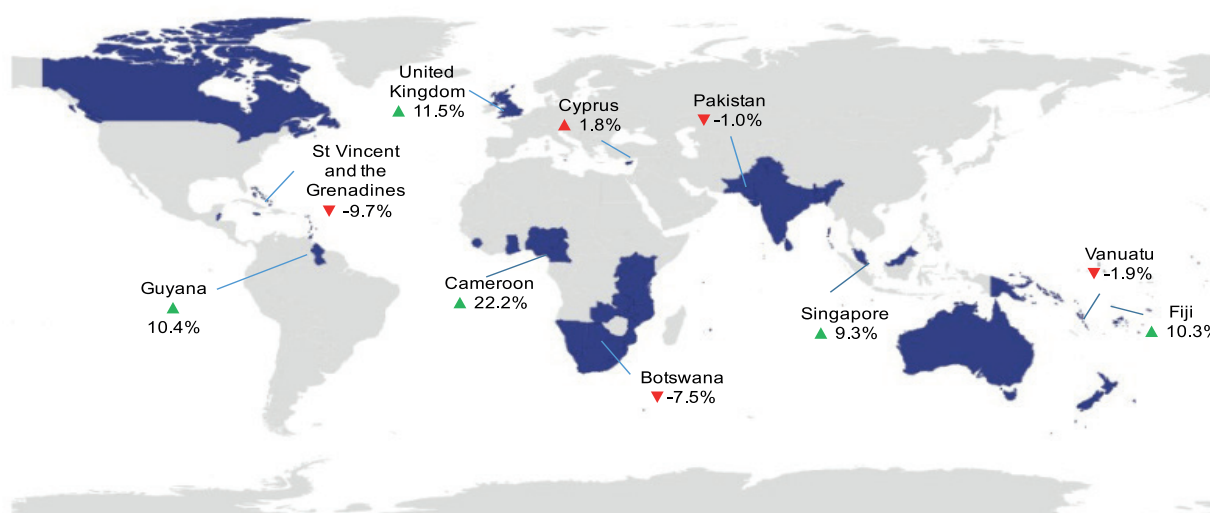 United
Kingdom
▲ 11.5%
Cyprus
▲ 1.8%
Pakistan
▼ -1.0%
St Vincent
and the
Grenadines
▼ -9.7%
Guyana
▲
10.4%
Cameroon
▲ 22.2%
Botswana
▼ -7.5%
Singapore
▲ 9.3%
Vanuatu
▼ -1.9%
Fiji
▲ 10.3%